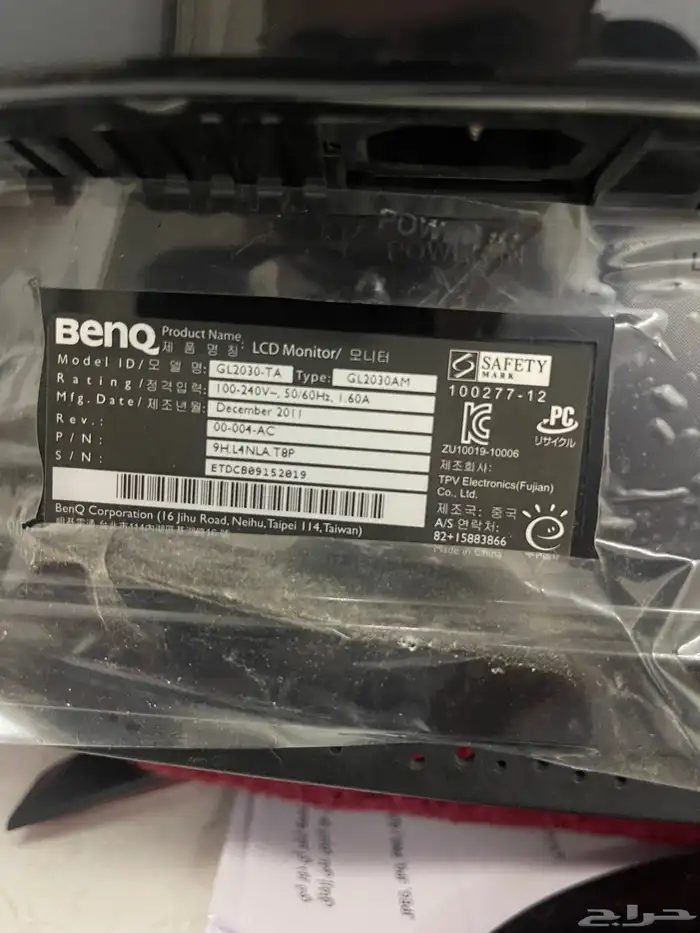 POWER IN
BenQ
Product Name
제 품 명 칭: LCD Monitor/ 모니터
Model ID/모 델 명: GL2030-TA Type: GL2030AM
Rating/정격입력: 100-240V~, 50/60Hz, 1.60A
Mfg. Date/제조년월: December 2011
Rev.: 00-004-AC
P/N: 9H.L4NLA.T8P
S/N: ETDCB09152019
BenQ Corporation (16 Jihu Road, Neihu,Taipei 114,Taiwan)
SAFETY
MARK
100277-12
PC
リサイクル
ZU10019-10006
제조회사:
TPV Electronics(Fujian)
Co., Ltd.
제조국: 중국
A/S 연락처:
82+15883866
Made in China
حراج